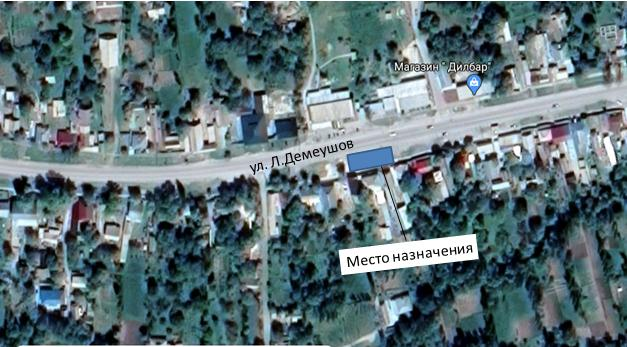 Магазин " Дилбар"
ул. Л.Демеушов
Место назначения